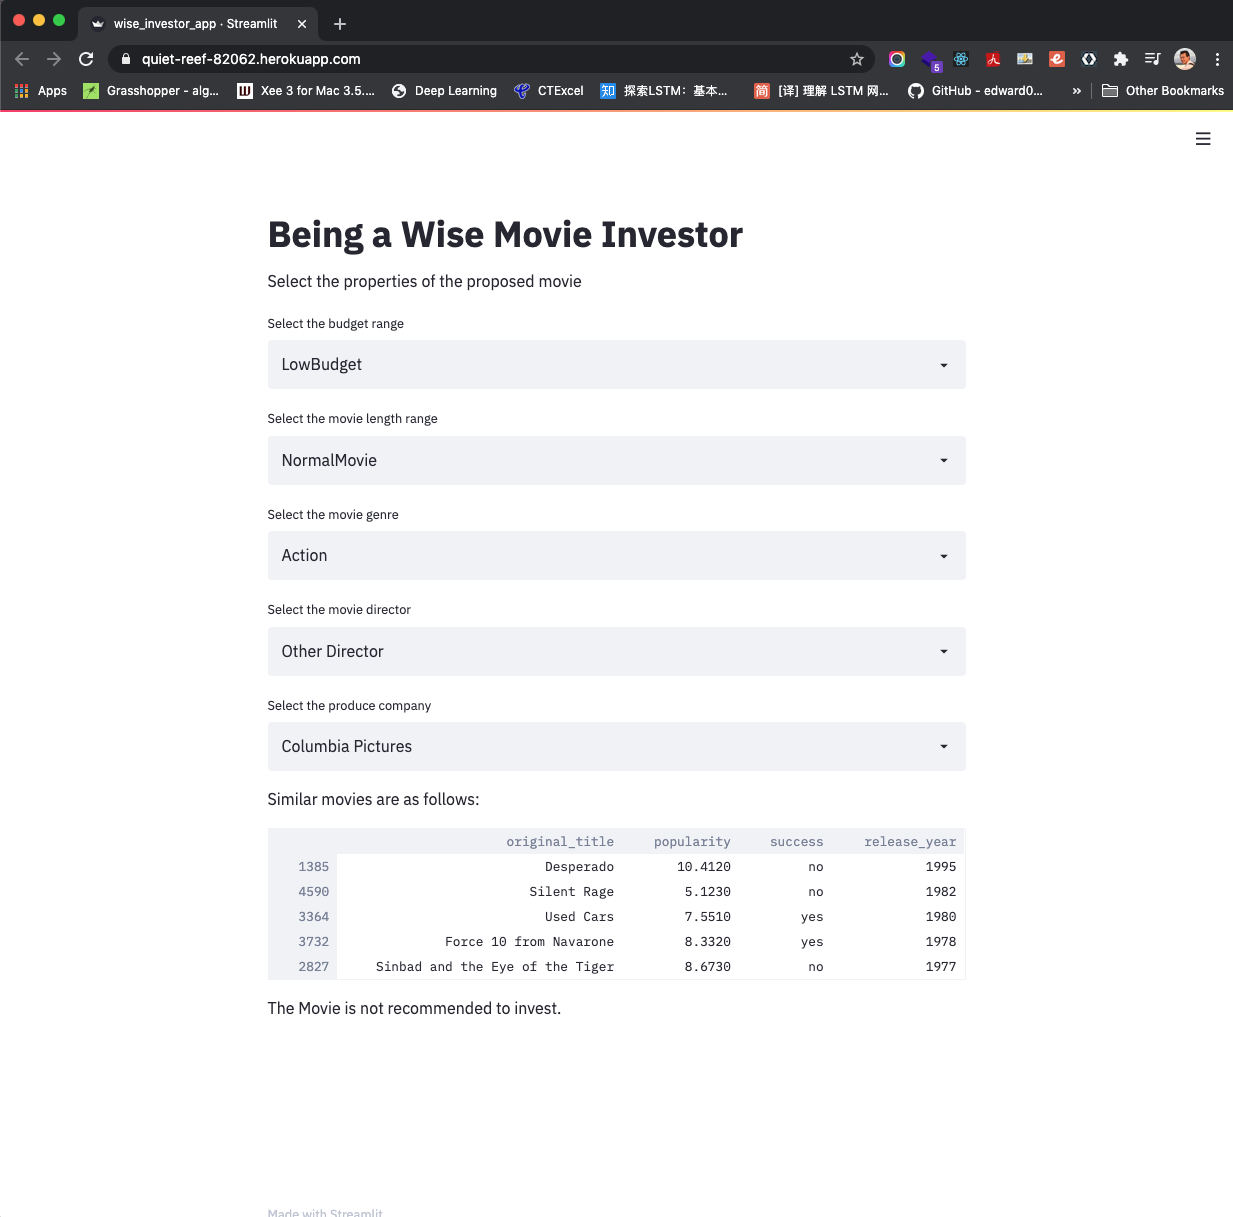 wise_investor_app · Streamlit
quiet-reef-82062.herokuapp.com
5
Apps
Grasshopper - alg...
Xee 3 for Mac 3.5....
Deep Learning
CTExcel
知 探索LSTM：基本...
简 [译] 理解 LSTM 网...
GitHub - edward0...
»
Other Bookmarks
Being a Wise Movie Investor
Select the properties of the proposed movie
Select the budget range
LowBudget
Select the movie length range
NormalMovie
Select the movie genre
Action
Select the movie director
Other Director
Select the produce company
Columbia Pictures
Similar movies are as follows:
original_title popularity success release_year
1385 Desperado 10.4120 no 1995
4590 Silent Rage 5.1230 no 1982
3364 Used Cars 7.5510 yes 1980
3732 Force 10 from Navarone 8.3320 yes 1978
2827 Sinbad and the Eye of the Tiger 8.6730 no 1977
The Movie is not recommended to invest.
Made with Streamlit